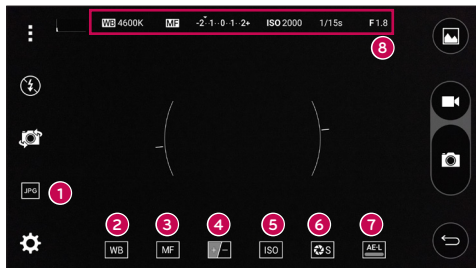 WB 4600K MF -2·1··0··1··2+ ISO 2000 1/15s F 1.8
8
JPG 1
2 3 4 5 6 7
WB MF +/- ISO S AE-L